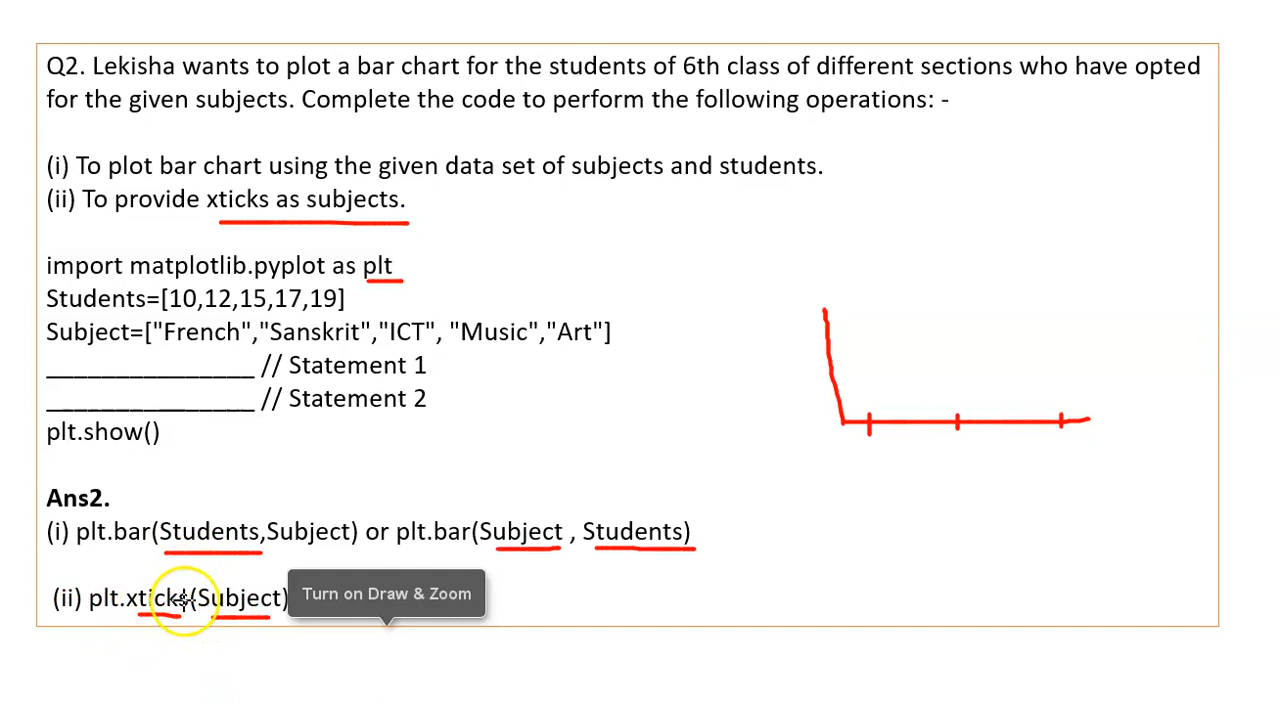 Q2. Lekisha wants to plot a bar chart for the students of 6th class of different sections who have opted
for the given subjects. Complete the code to perform the following operations: -
(i) To plot bar chart using the given data set of subjects and students.
(ii) To provide xticks as subjects.
import matplotlib.pyplot as plt
Students=[10,12,15,17,19]
Subject=["French","Sanskrit","ICT", "Music","Art"]
_______________ // Statement 1
_______________ // Statement 2
plt.show()
Ans2.
(i) plt.bar(Students,Subject) or plt.bar(Subject , Students)
(ii) plt.xticks(Subject)
Turn on Draw & Zoom